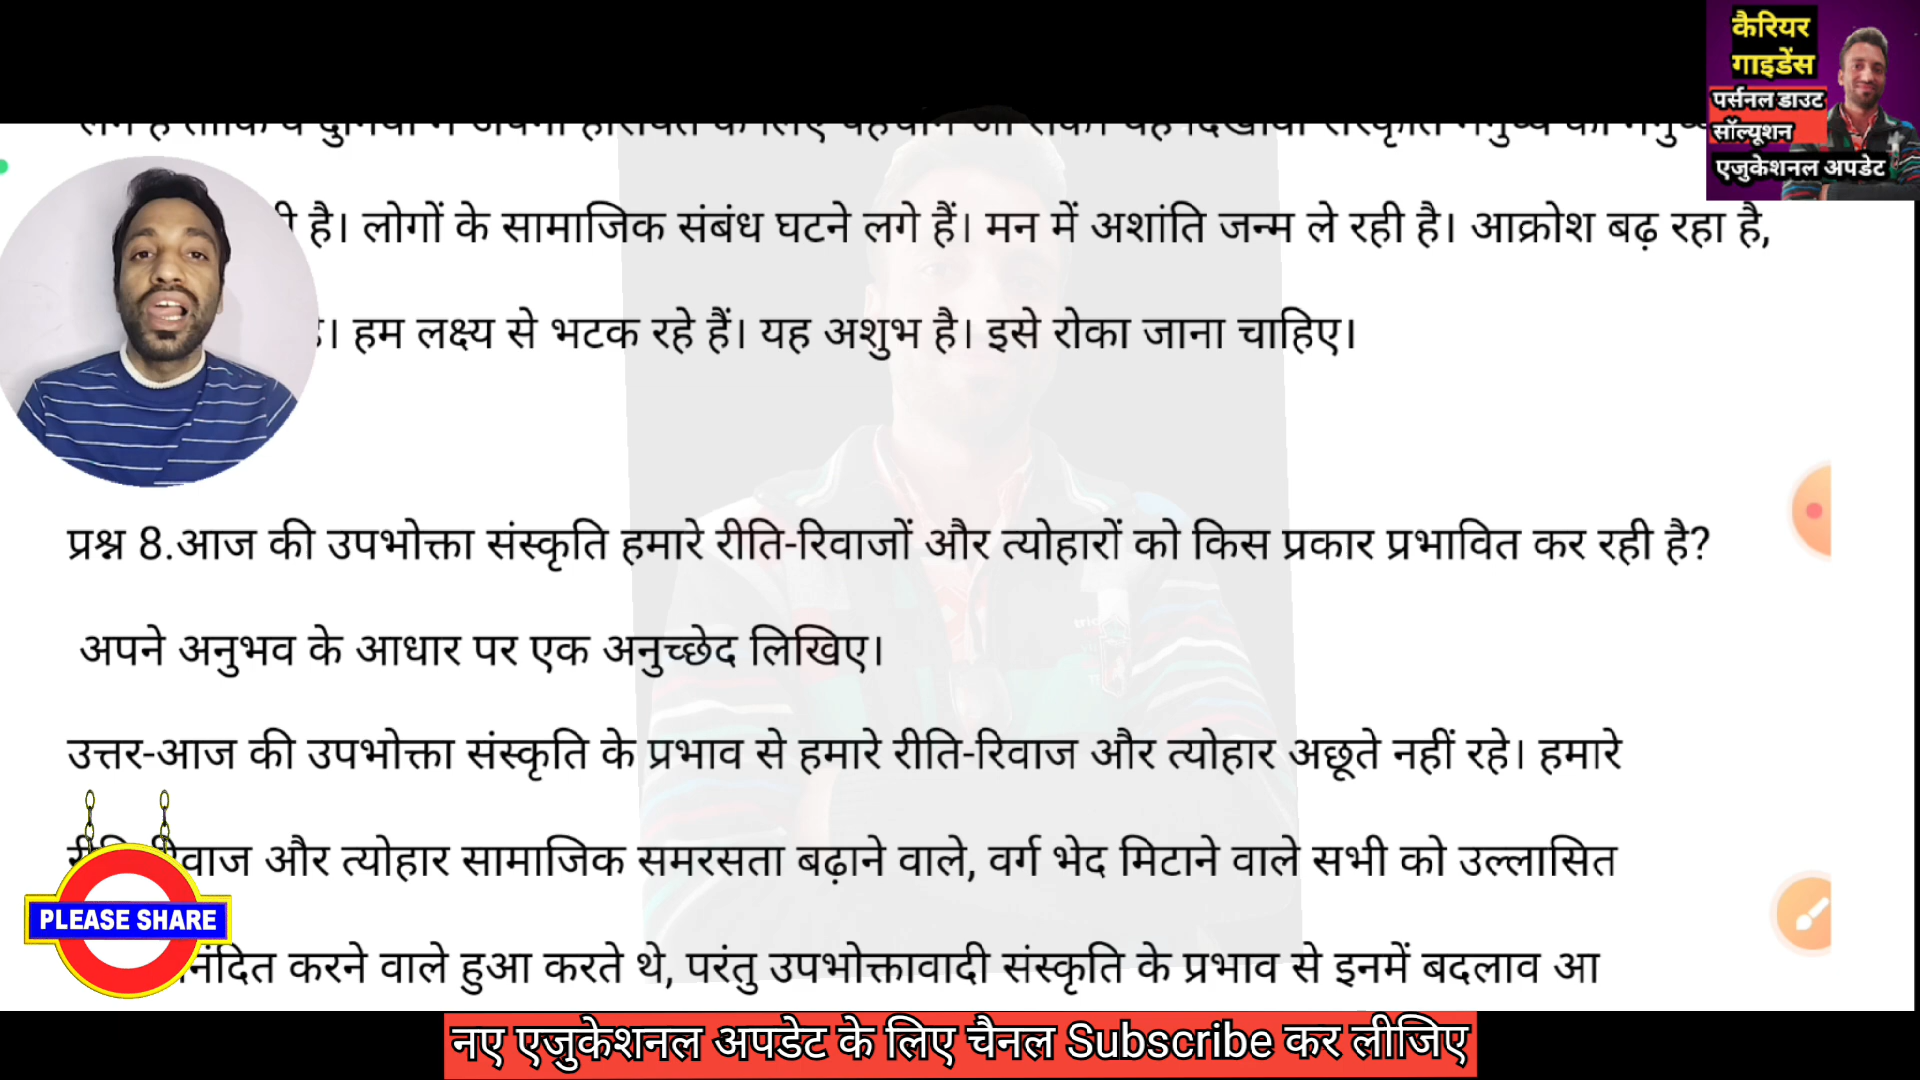 कैरियर
गाइडेंस
पर्सनल डाउट
सॉल्यूशन
एजुकेशनल अपडेट
है। लोगों के सामाजिक संबंध घटने लगे हैं। मन में अशांति जन्म ले रही है। आक्रोश बढ़ रहा है,
हम लक्ष्य से भटक रहे हैं। यह अशुभ है। इसे रोका जाना चाहिए।
प्रश्न 8.आज की उपभोक्ता संस्कृति हमारे रीति-रिवाजों और त्योहारों को किस प्रकार प्रभावित कर रही है?
अपने अनुभव के आधार पर एक अनुच्छेद लिखिए।
उत्तर-आज की उपभोक्ता संस्कृति के प्रभाव से हमारे रीति-रिवाज और त्योहार अछूते नहीं रहे। हमारे
और त्योहार सामाजिक समरसता बढ़ाने वाले, वर्ग भेद मिटाने वाले सभी को उल्लासित
PLEASE SHARE
करने वाले हुआ करते थे, परंतु उपभोक्तावादी संस्कृति के प्रभाव से इनमें बदलाव आ
नए एजुकेशनल अपडेट के लिए चैनल Subscribe कर लीजिए